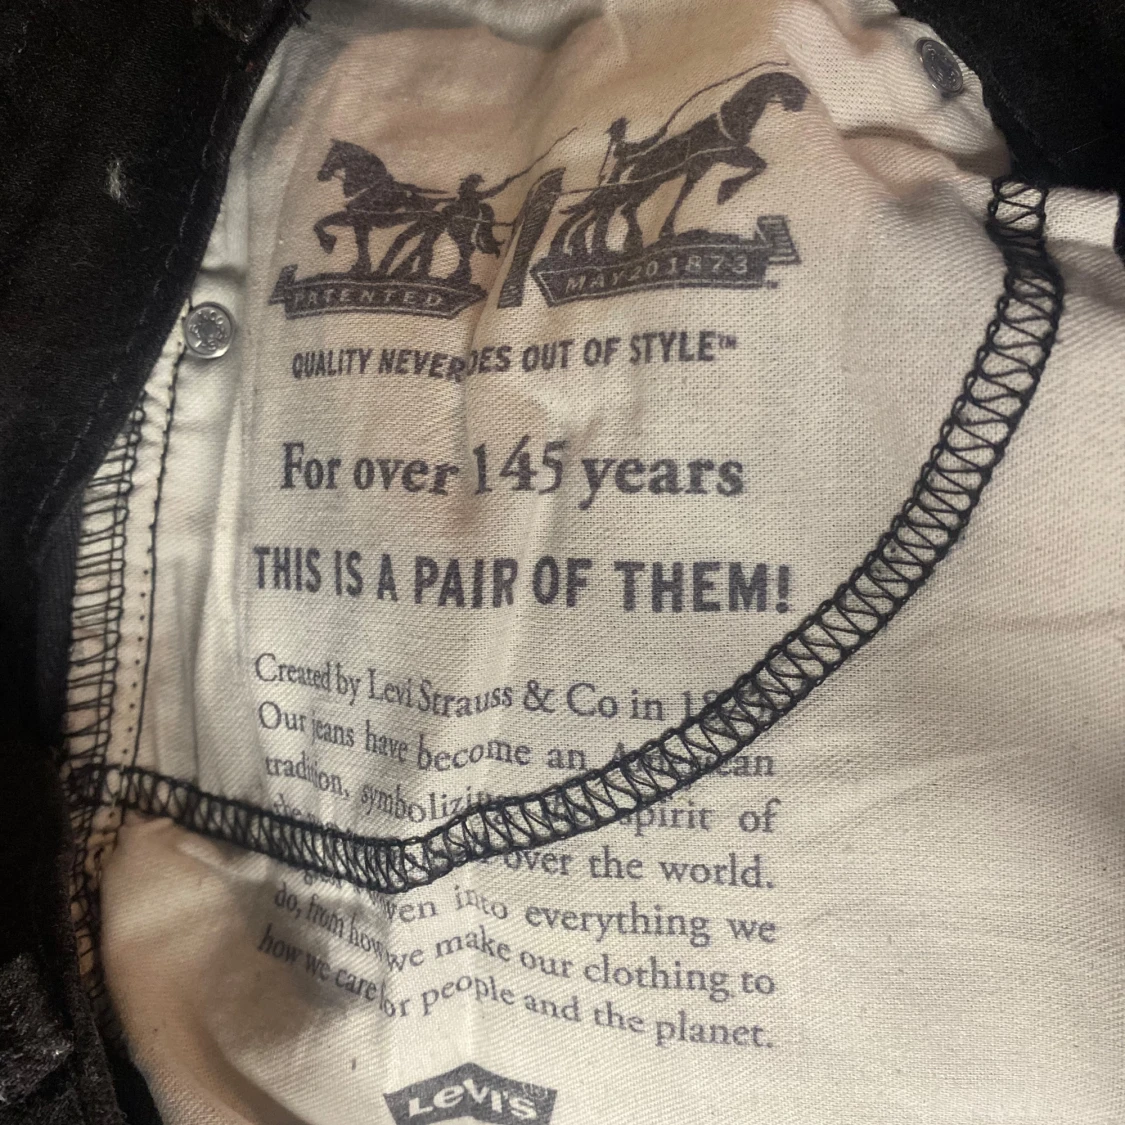 PATENTED
MAY 20 1873
TM
QUALITY NEVER OES OUT OF STYLE™
For over 145 years
THIS IS A PAIR OF THEM!
Created by Levi Strauss & Co in
Our jeans have become an
tradition, spirit of
over the world.
into everything we
do, from how we make our clothing to
how we care for people and the planet.
LEVI'S